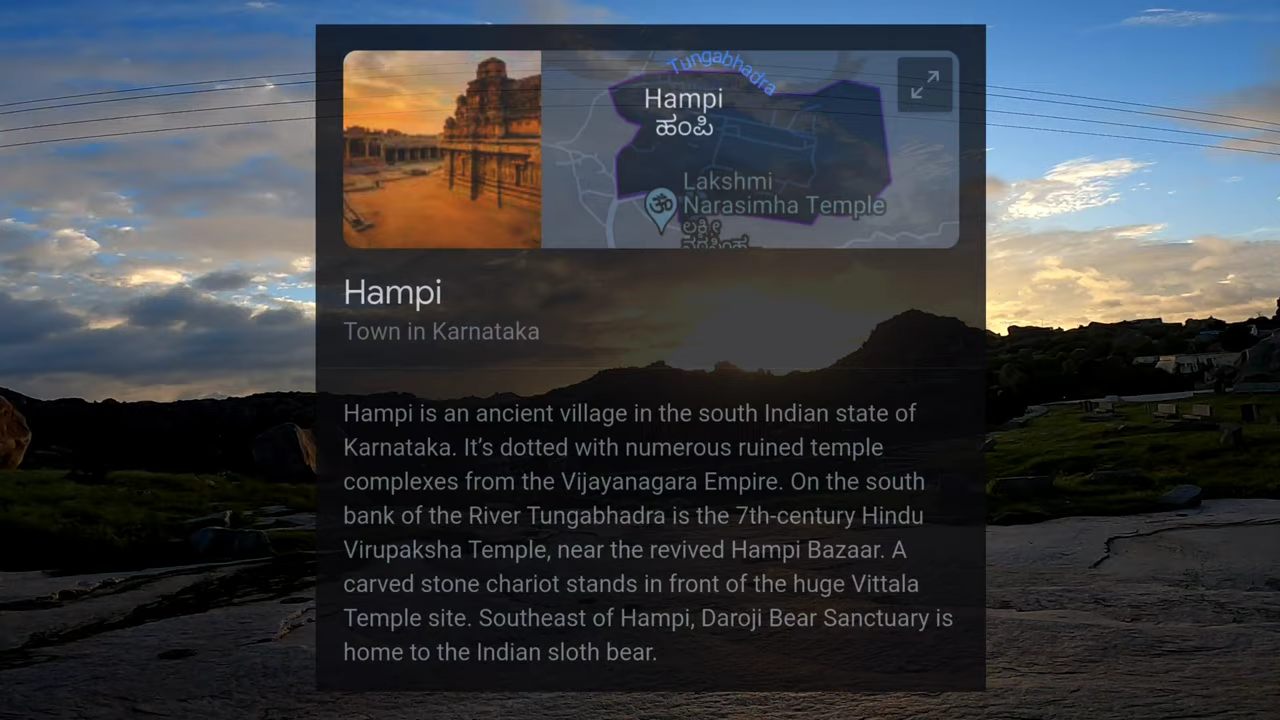 Tungabhadra
Hampi
ಹಂಪಿ
Lakshmi
Narasimha Temple
ಲಕ್ಷ್ಮೀ
ನರಸಿಂಹ
Hampi
Town in Karnataka
Hampi is an ancient village in the south Indian state of
Karnataka. It’s dotted with numerous ruined temple
complexes from the Vijayanagara Empire. On the south
bank of the River Tungabhadra is the 7th-century Hindu
Virupaksha Temple, near the revived Hampi Bazaar. A
carved stone chariot stands in front of the huge Vittala
Temple site. Southeast of Hampi, Daroji Bear Sanctuary is
home to the Indian sloth bear.